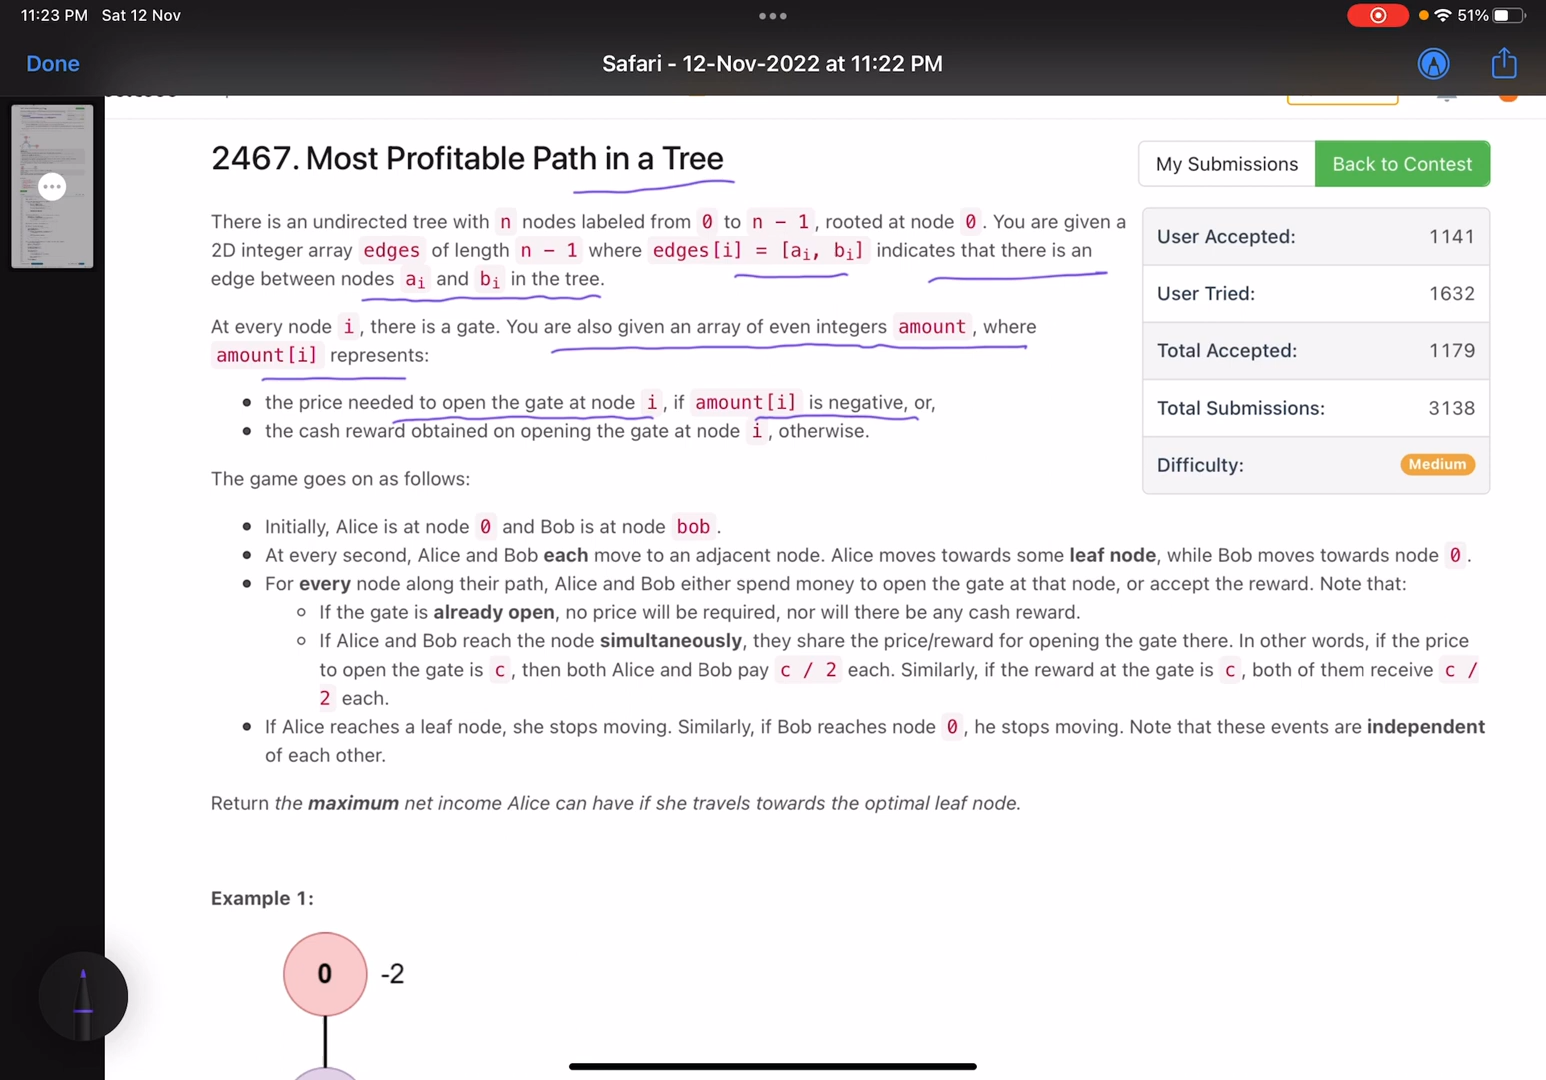 11:23 PM Sat 12 Nov
51%
Done
Safari - 12-Nov-2022 at 11:22 PM
2467. Most Profitable Path in a Tree
My Submissions
Back to Contest
There is an undirected tree with n nodes labeled from 0 to n - 1, rooted at node 0. You are given a
2D integer array edges of length n - 1 where edges[i] = [ai, bi] indicates that there is an
edge between nodes ai and bi in the tree.
At every node i, there is a gate. You are also given an array of even integers amount, where
amount[i] represents:
• the price needed to open the gate at node i, if amount[i] is negative, or,
• the cash reward obtained on opening the gate at node i, otherwise.
User Accepted: 1141
User Tried: 1632
Total Accepted: 1179
Total Submissions: 3138
Difficulty: Medium
The game goes on as follows:
• Initially, Alice is at node 0 and Bob is at node bob.
• At every second, Alice and Bob each move to an adjacent node. Alice moves towards some leaf node, while Bob moves towards node 0.
• For every node along their path, Alice and Bob either spend money to open the gate at that node, or accept the reward. Note that:
◦ If the gate is already open, no price will be required, nor will there be any cash reward.
◦ If Alice and Bob reach the node simultaneously, they share the price/reward for opening the gate there. In other words, if the price
to open the gate is c, then both Alice and Bob pay c / 2 each. Similarly, if the reward at the gate is c, both of them receive c /
2 each.
• If Alice reaches a leaf node, she stops moving. Similarly, if Bob reaches node 0, he stops moving. Note that these events are independent
of each other.
Return the maximum net income Alice can have if she travels towards the optimal leaf node.
Example 1:
0 -2